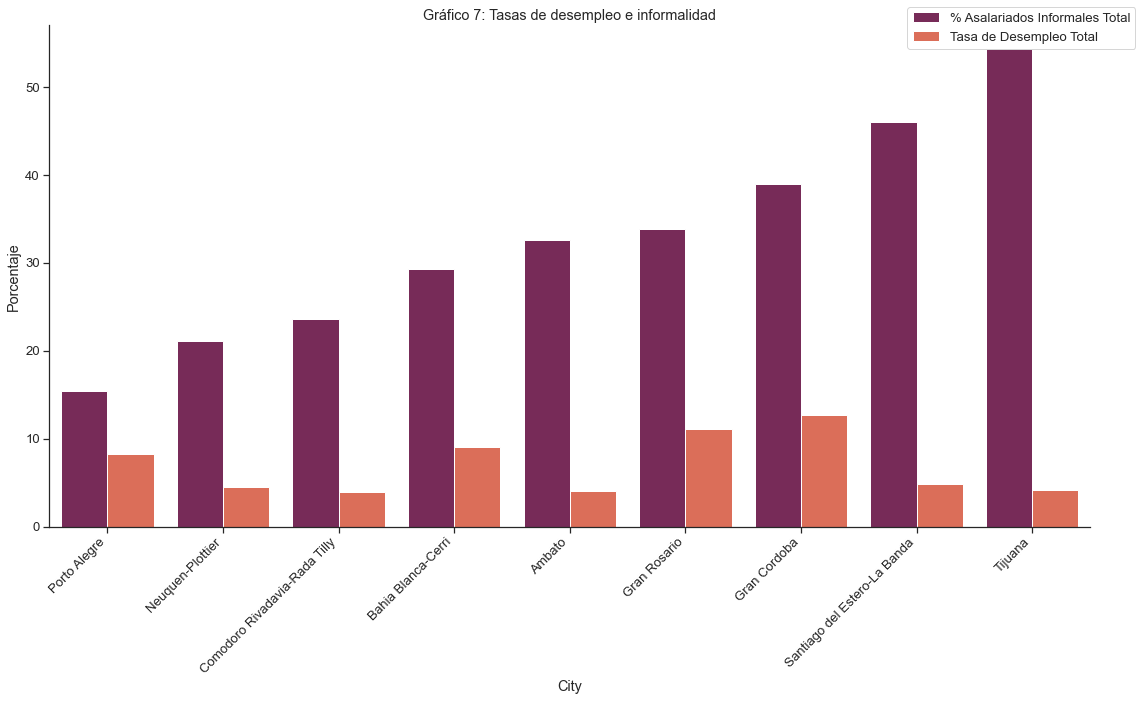 Gráfico 7: Tasas de desempleo e informalidad
% Asalariados Informales Total
Tasa de Desempleo Total
Porcentaje
50
40
30
20
10
0
Porto Alegre
Neuquen-Plottier
Comodoro Rivadavia-Rada Tilly
Bahia Blanca-Cerri
Ambato
Gran Rosario
Gran Cordoba
Santiago del Estero-La Banda
Tijuana
City